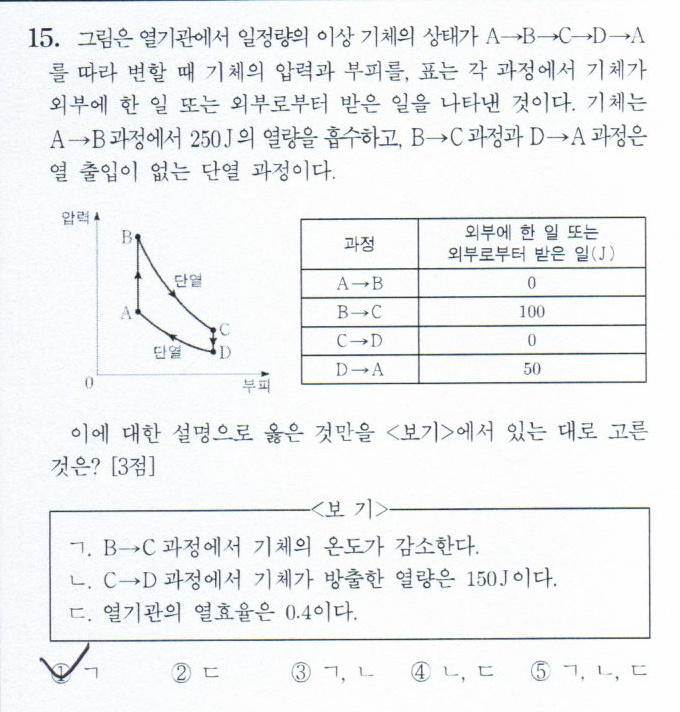 15. 그림은 열기관에서 일정량의 이상 기체의 상태가 A→B→C→D→A
를 따라 변할 때 기체의 압력과 부피를, 표는 각 과정에서 기체가
외부에 한 일 또는 외부로부터 받은 일을 나타낸 것이다. 기체는
A→B 과정에서 250J의 열량을 흡수하고, B→C 과정과 D→A 과정은
열 출입이 없는 단열 과정이다.
압력
B
단열
A
C
단열
D
0
부피
과정 외부에 한 일 또는 외부로부터 받은 일(J)
A→B 0
B→C 100
C→D 0
D→A 50
이에 대한 설명으로 옳은 것만을 <보기>에서 있는 대로 고른
것은? [3점]
<보 기>
ㄱ. B→C 과정에서 기체의 온도가 감소한다.
ㄴ. C→D 과정에서 기체가 방출한 열량은 150J이다.
ㄷ. 열기관의 열효율은 0.4이다.
① ㄱ ② ㄷ ③ ㄱ, ㄴ ④ ㄴ, ㄷ ⑤ ㄱ, ㄴ, ㄷ